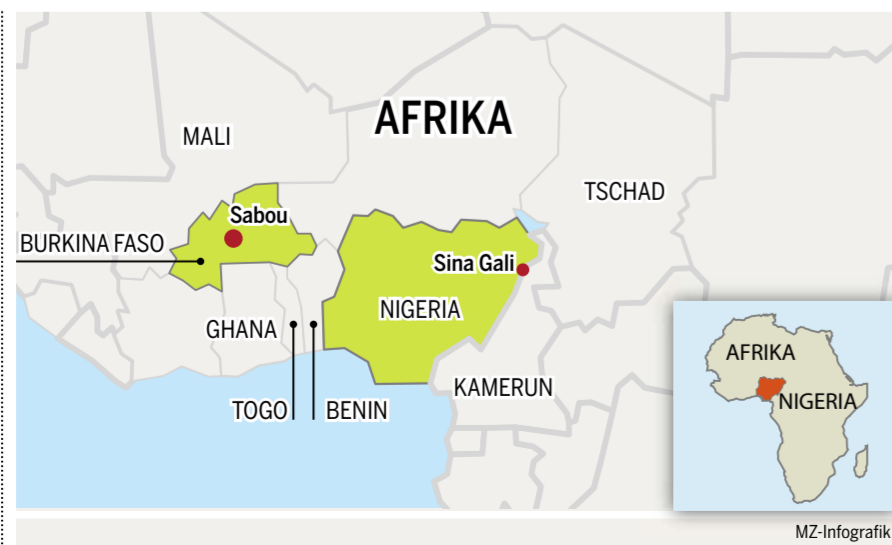 AFRIKA
MALI
TSCHAD
Sabou
BURKINA FASO
Sina Gali
NIGERIA
GHANA
KAMERUN
TOGO
BENIN
AFRIKA
NIGERIA
MZ-Infografik